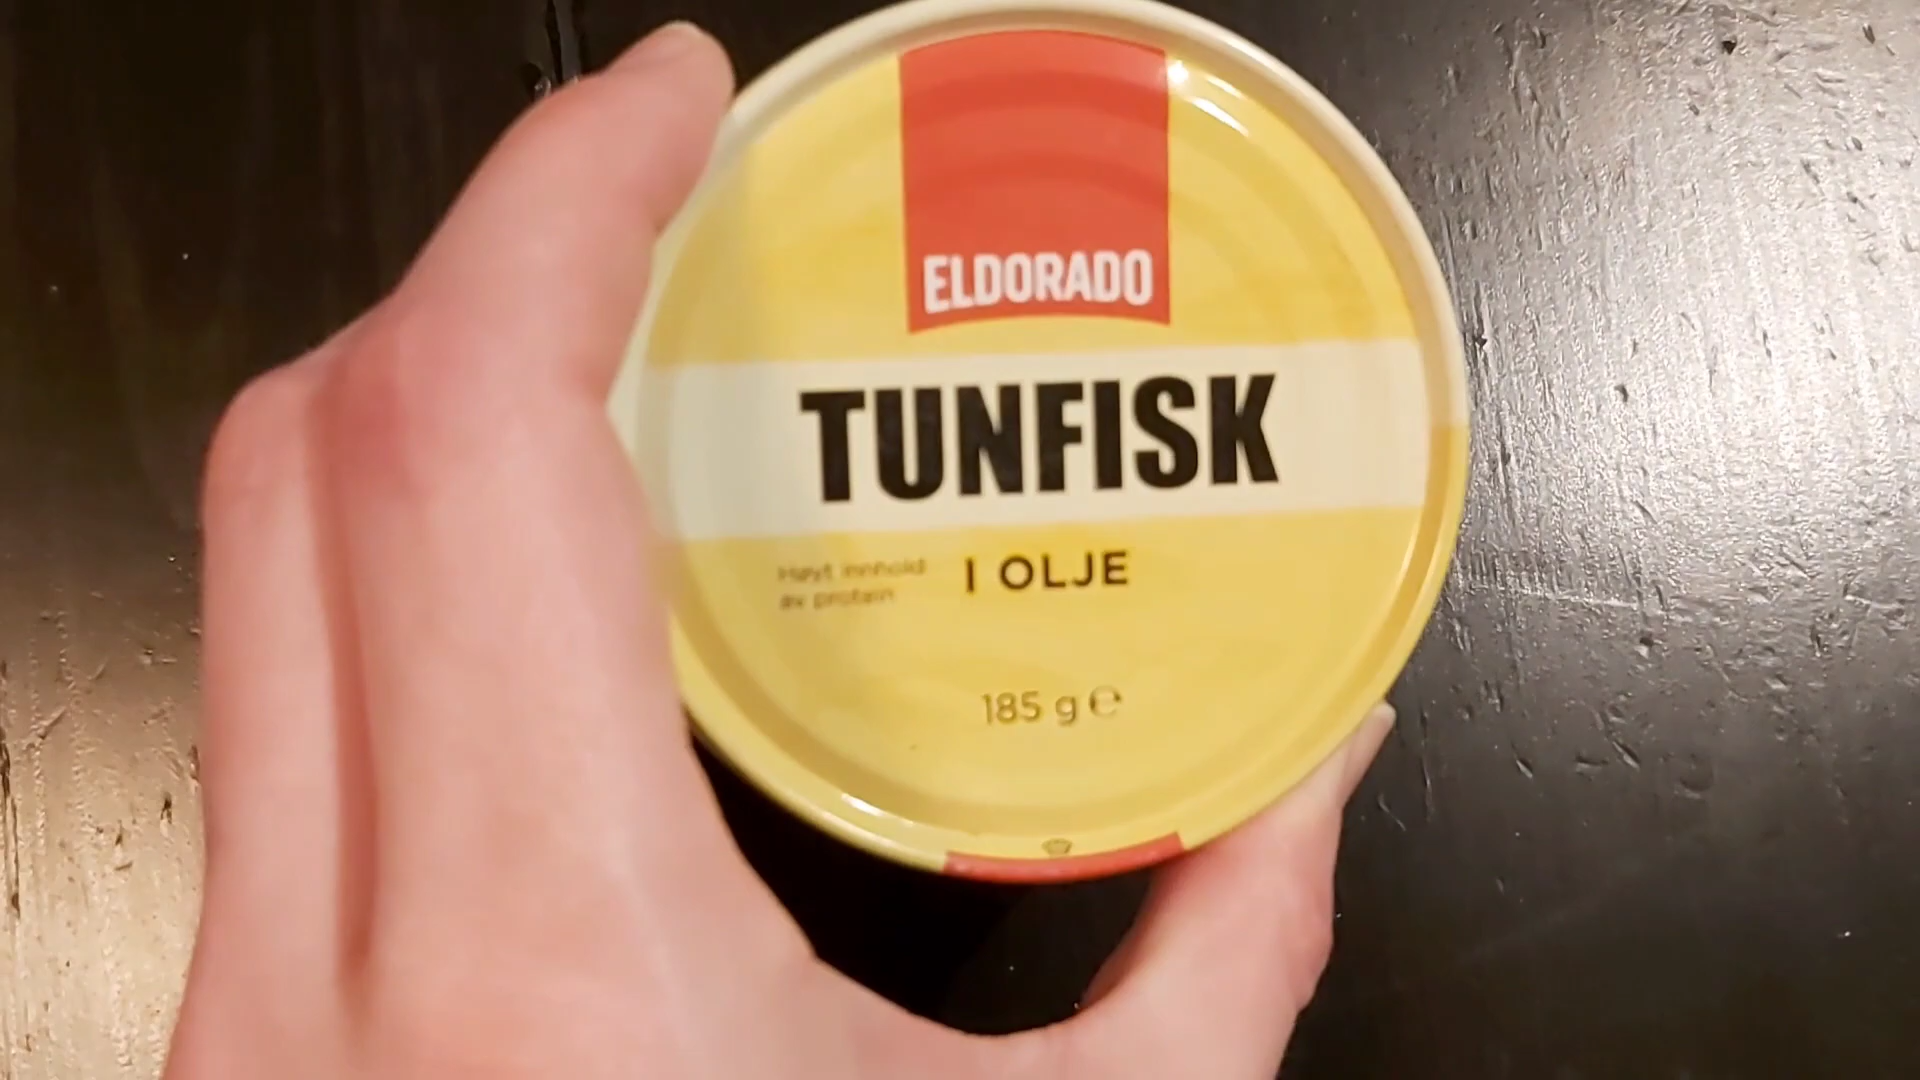 ELDORADO
TUNFISK
Høyt innhold
av protein
I OLJE
185 g ℮